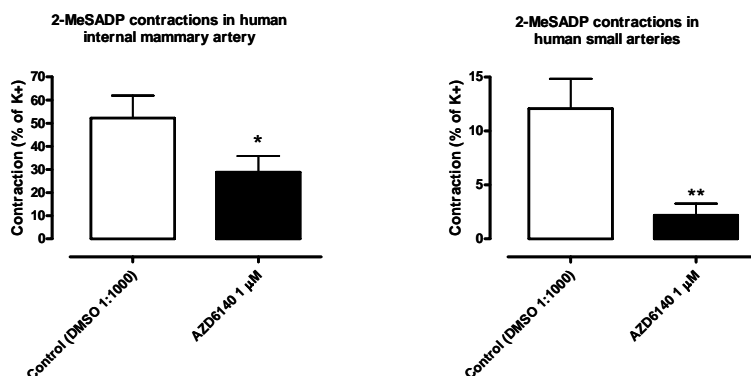 2-MeSADP contractions in human
internal mammary artery
Contraction (% of K+)
70
60
50
40
30
20
10
0
*
Control (DMSO 1:1000)
AZD6140 1 µM
2-MeSADP contractions in
human small arteries
Contraction (% of K+)
15
10
5
0
**
Control (DMSO 1:1000)
AZD6140 1 µM